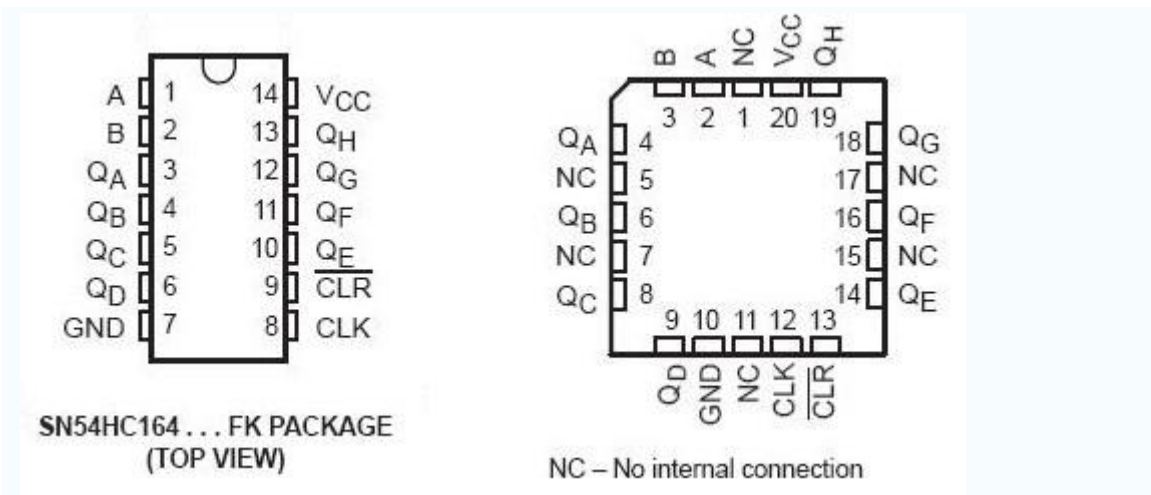 A 1 14 VCC
B 2 13 QH
QA 3 12 QG
QB 4 11 QF
QC 5 10 QE
QD 6 9 CLR
GND 7 8 CLK
SN54HC164 . . . FK PACKAGE
(TOP VIEW)
B A NC VCC QH
3 2 1 20 19
QA 4 18 QG
NC 5 17 NC
QB 6 16 QF
NC 7 15 NC
QC 8 14 QE
9 10 11 12 13
QD GND NC CLK CLR
NC – No internal connection